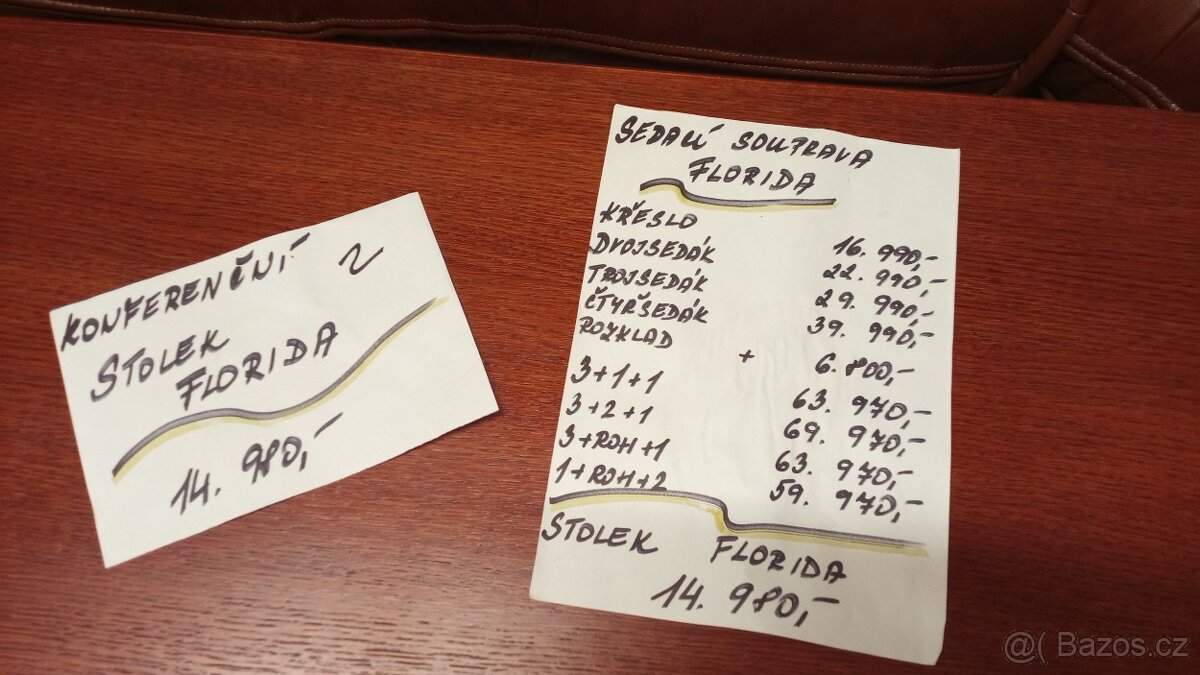 KONFERENČNÍ
STOLEK
FLORIDA
14. 980,-
SEDACÍ SOUPRAVA
FLORIDA
KŘESLO 16. 990,-
DVOJSEDÁK 22. 990,-
TROJSEDÁK 29. 990,-
ČTYŘSEDÁK 39. 990,-
ROZKLAD + 6. 800,-
3+1+1 63. 970,-
3+2+1 69. 970,-
3+ROH+1 63. 970,-
1+ROH+2 59. 970,-
STOLEK FLORIDA
14. 980,-
@( Bazos.cz